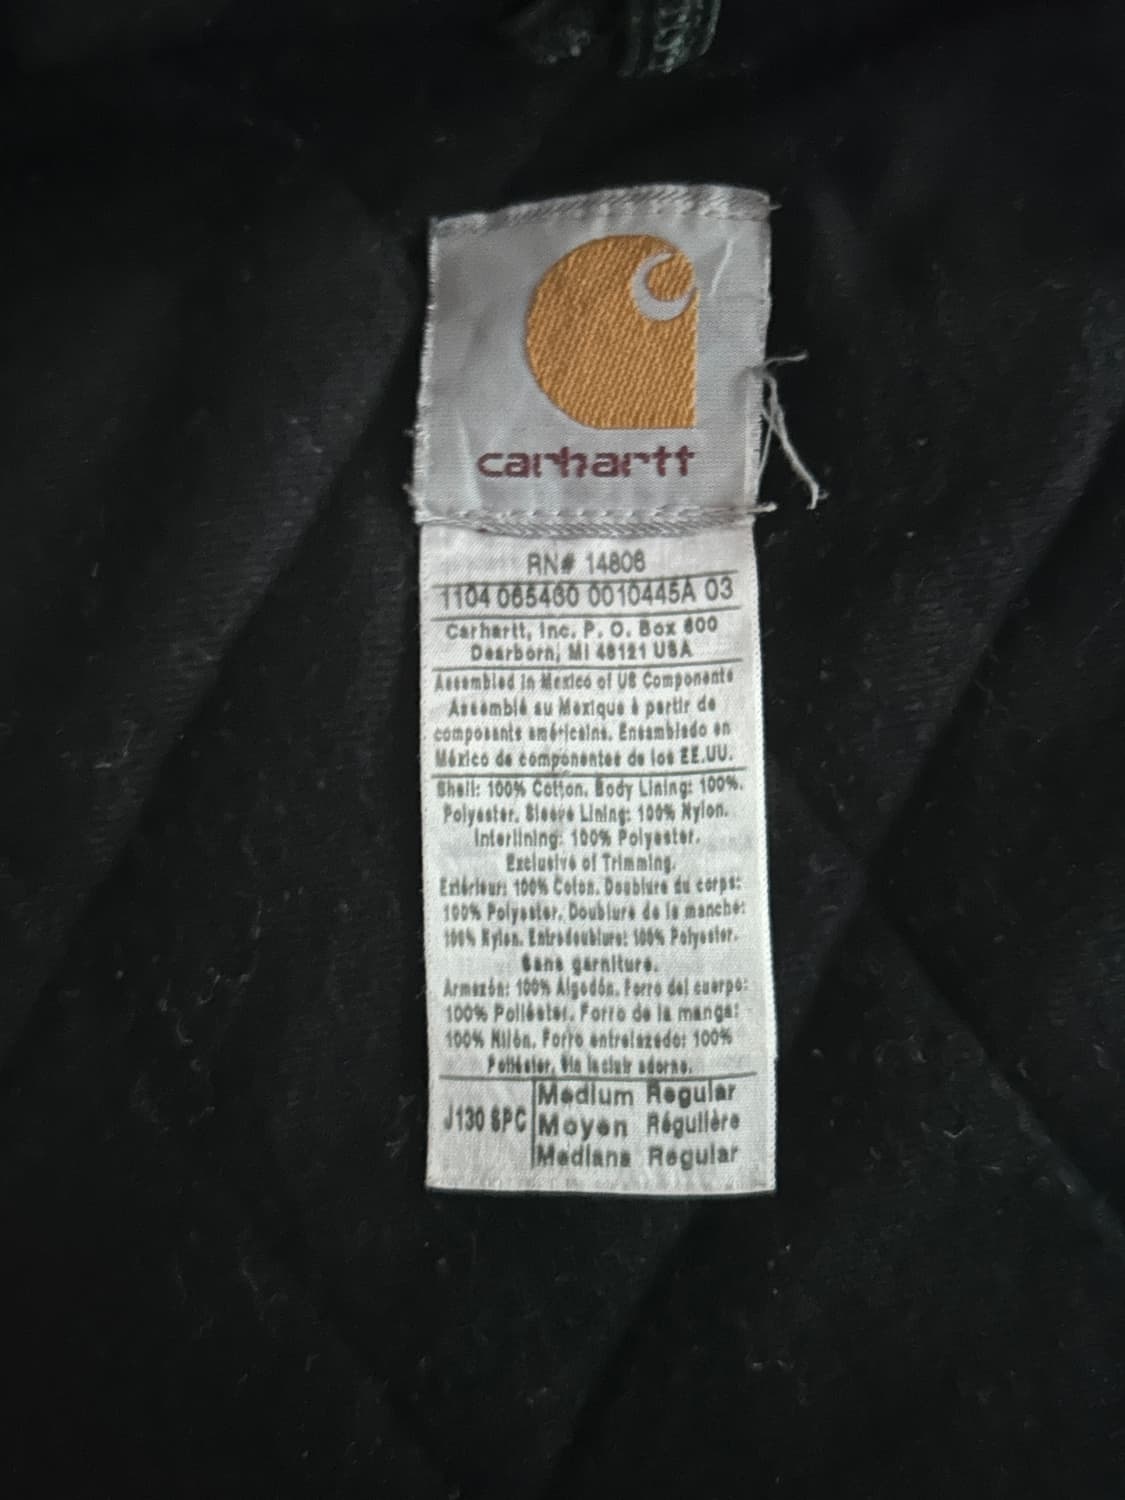 carhartt
RN# 14806
1104 065460 0010445A 03
Carhartt, Inc. P. O. Box 600
Dearborn, MI 48121 USA
Assembled in Mexico of US Components
Assemblé au Mexique à partir de
composants américains. Ensamblado en
México de componentes de los EE.UU.
Shell: 100% Cotton. Body Lining: 100%.
Polyester. Sleeve Lining: 100% Nylon.
Interlining: 100% Polyester.
Exclusive of Trimming.
Extérieur: 100% Coton. Doublure du corps:
100% Polyester. Doublure de la manche:
100% Nylon. Entredoublure: 100% Polyester.
Sans garniture.
Armazón: 100% Algodón. Forro del cuerpo:
100% Poliéster. Forro de la manga:
100% Nilón. Forro entrelazado: 100%
Poliéster. Sin incluir adorno.
J130 SPC
Medium Regular
Moyen Régulière
Mediana Regular